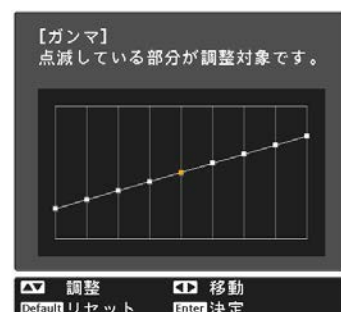 [ガンマ]
点滅している部分が調整対象です。
調整 移動
Default リセット Enter 決定